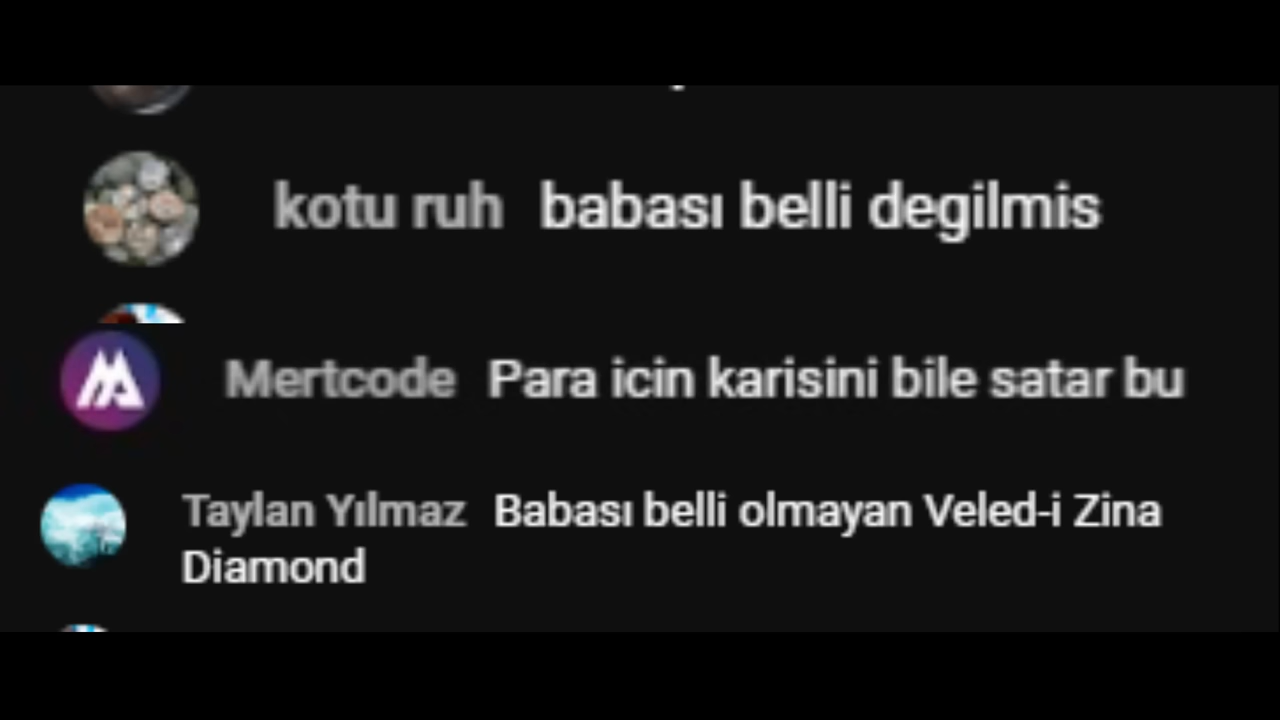 kotu ruh babası belli degilmis
Mertcode Para icin karisini bile satar bu
Taylan Yılmaz Babası belli olmayan Veled-i Zina
Diamond